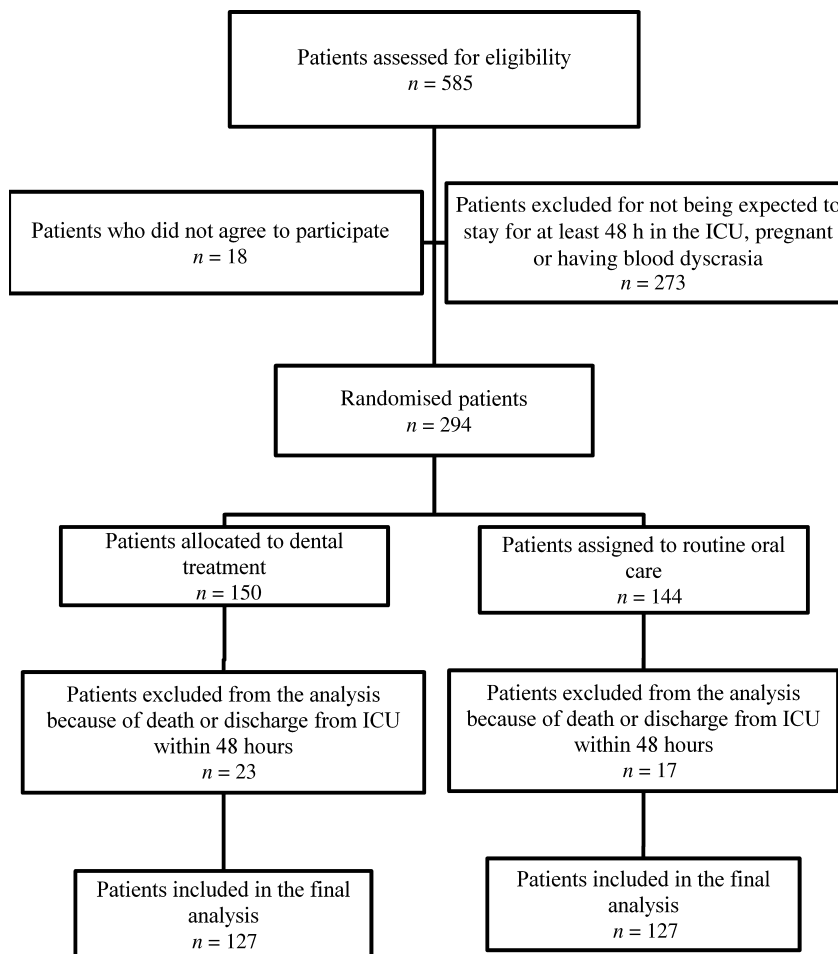 Patients assessed for eligibility
n = 585
Patients who did not agree to participate
n = 18
Patients excluded for not being expected to
stay for at least 48 h in the ICU, pregnant
or having blood dyscrasia
n = 273
Randomised patients
n = 294
Patients allocated to dental
treatment
n = 150
Patients assigned to routine oral
care
n = 144
Patients excluded from the analysis
because of death or discharge from ICU
within 48 hours
n = 23
Patients excluded from the analysis
because of death or discharge from ICU
within 48 hours
n = 17
Patients included in the final
analysis
n = 127
Patients included in the final
analysis
n = 127